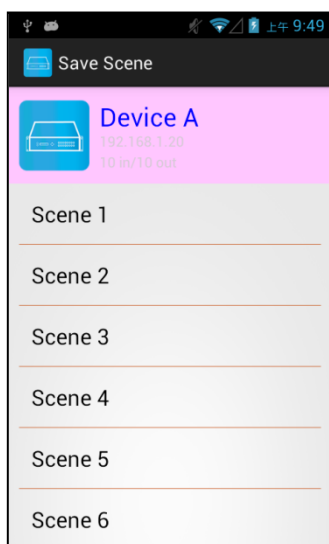 上午 9:49
Save Scene
Device A
192.168.1.20
10 in/10 out
Scene 1
Scene 2
Scene 3
Scene 4
Scene 5
Scene 6